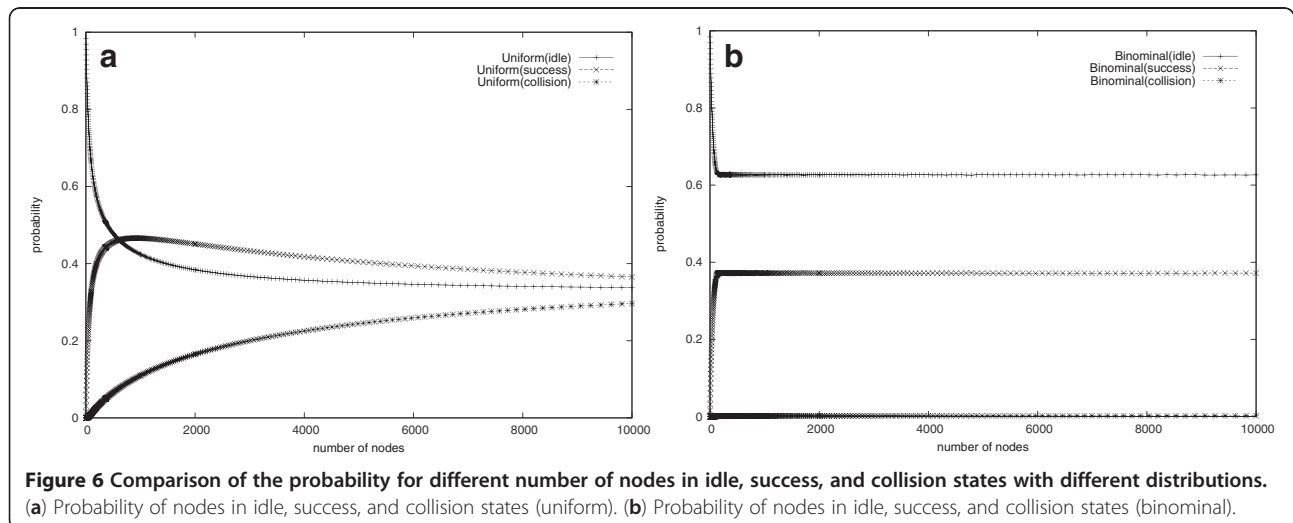 a
Uniform(idle)
Uniform(success)
Uniform(collision)
1
0.8
0.6
0.4
0.2
0
probability
0
2000
4000
6000
8000
10000
number of nodes
b
Binominal(idle)
Binominal(success)
Binominal(collision)
1
0.8
0.6
0.4
0.2
0
probability
0
2000
4000
6000
8000
10000
number of nodes
Figure 6 Comparison of the probability for different number of nodes in idle, success, and collision states with different distributions.
(a) Probability of nodes in idle, success, and collision states (uniform). (b) Probability of nodes in idle, success, and collision states (binominal).